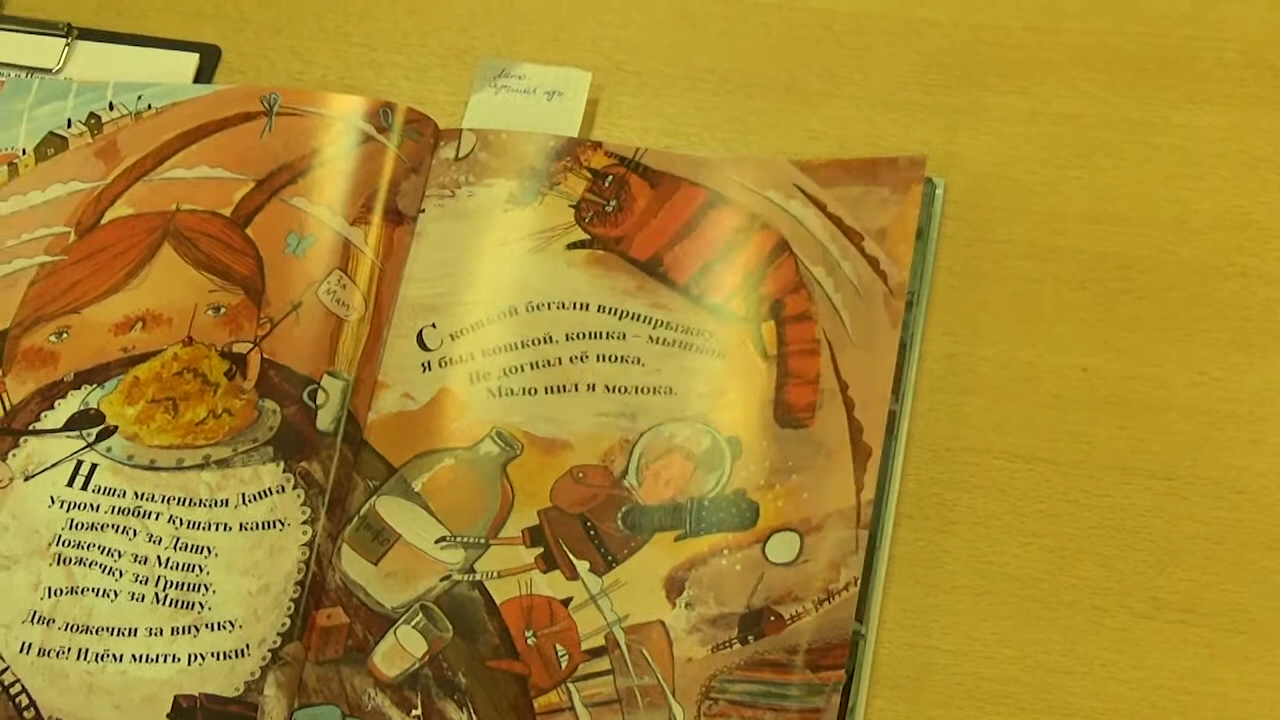 За
Маму
Наша маленькая Даша
Утром любит кушать кашу.
Ложечку за Дашу,
Ложечку за Машу,
Ложечку за Гришу,
Ложечку за Мишу,
Две ложечки за внучку,
И всё! Идём мыть ручки!
С кошкой бегали вприпрыжку,
Я был кошкой, кошка – мышкой
Не догнал её пока,
Мало пил я молока.